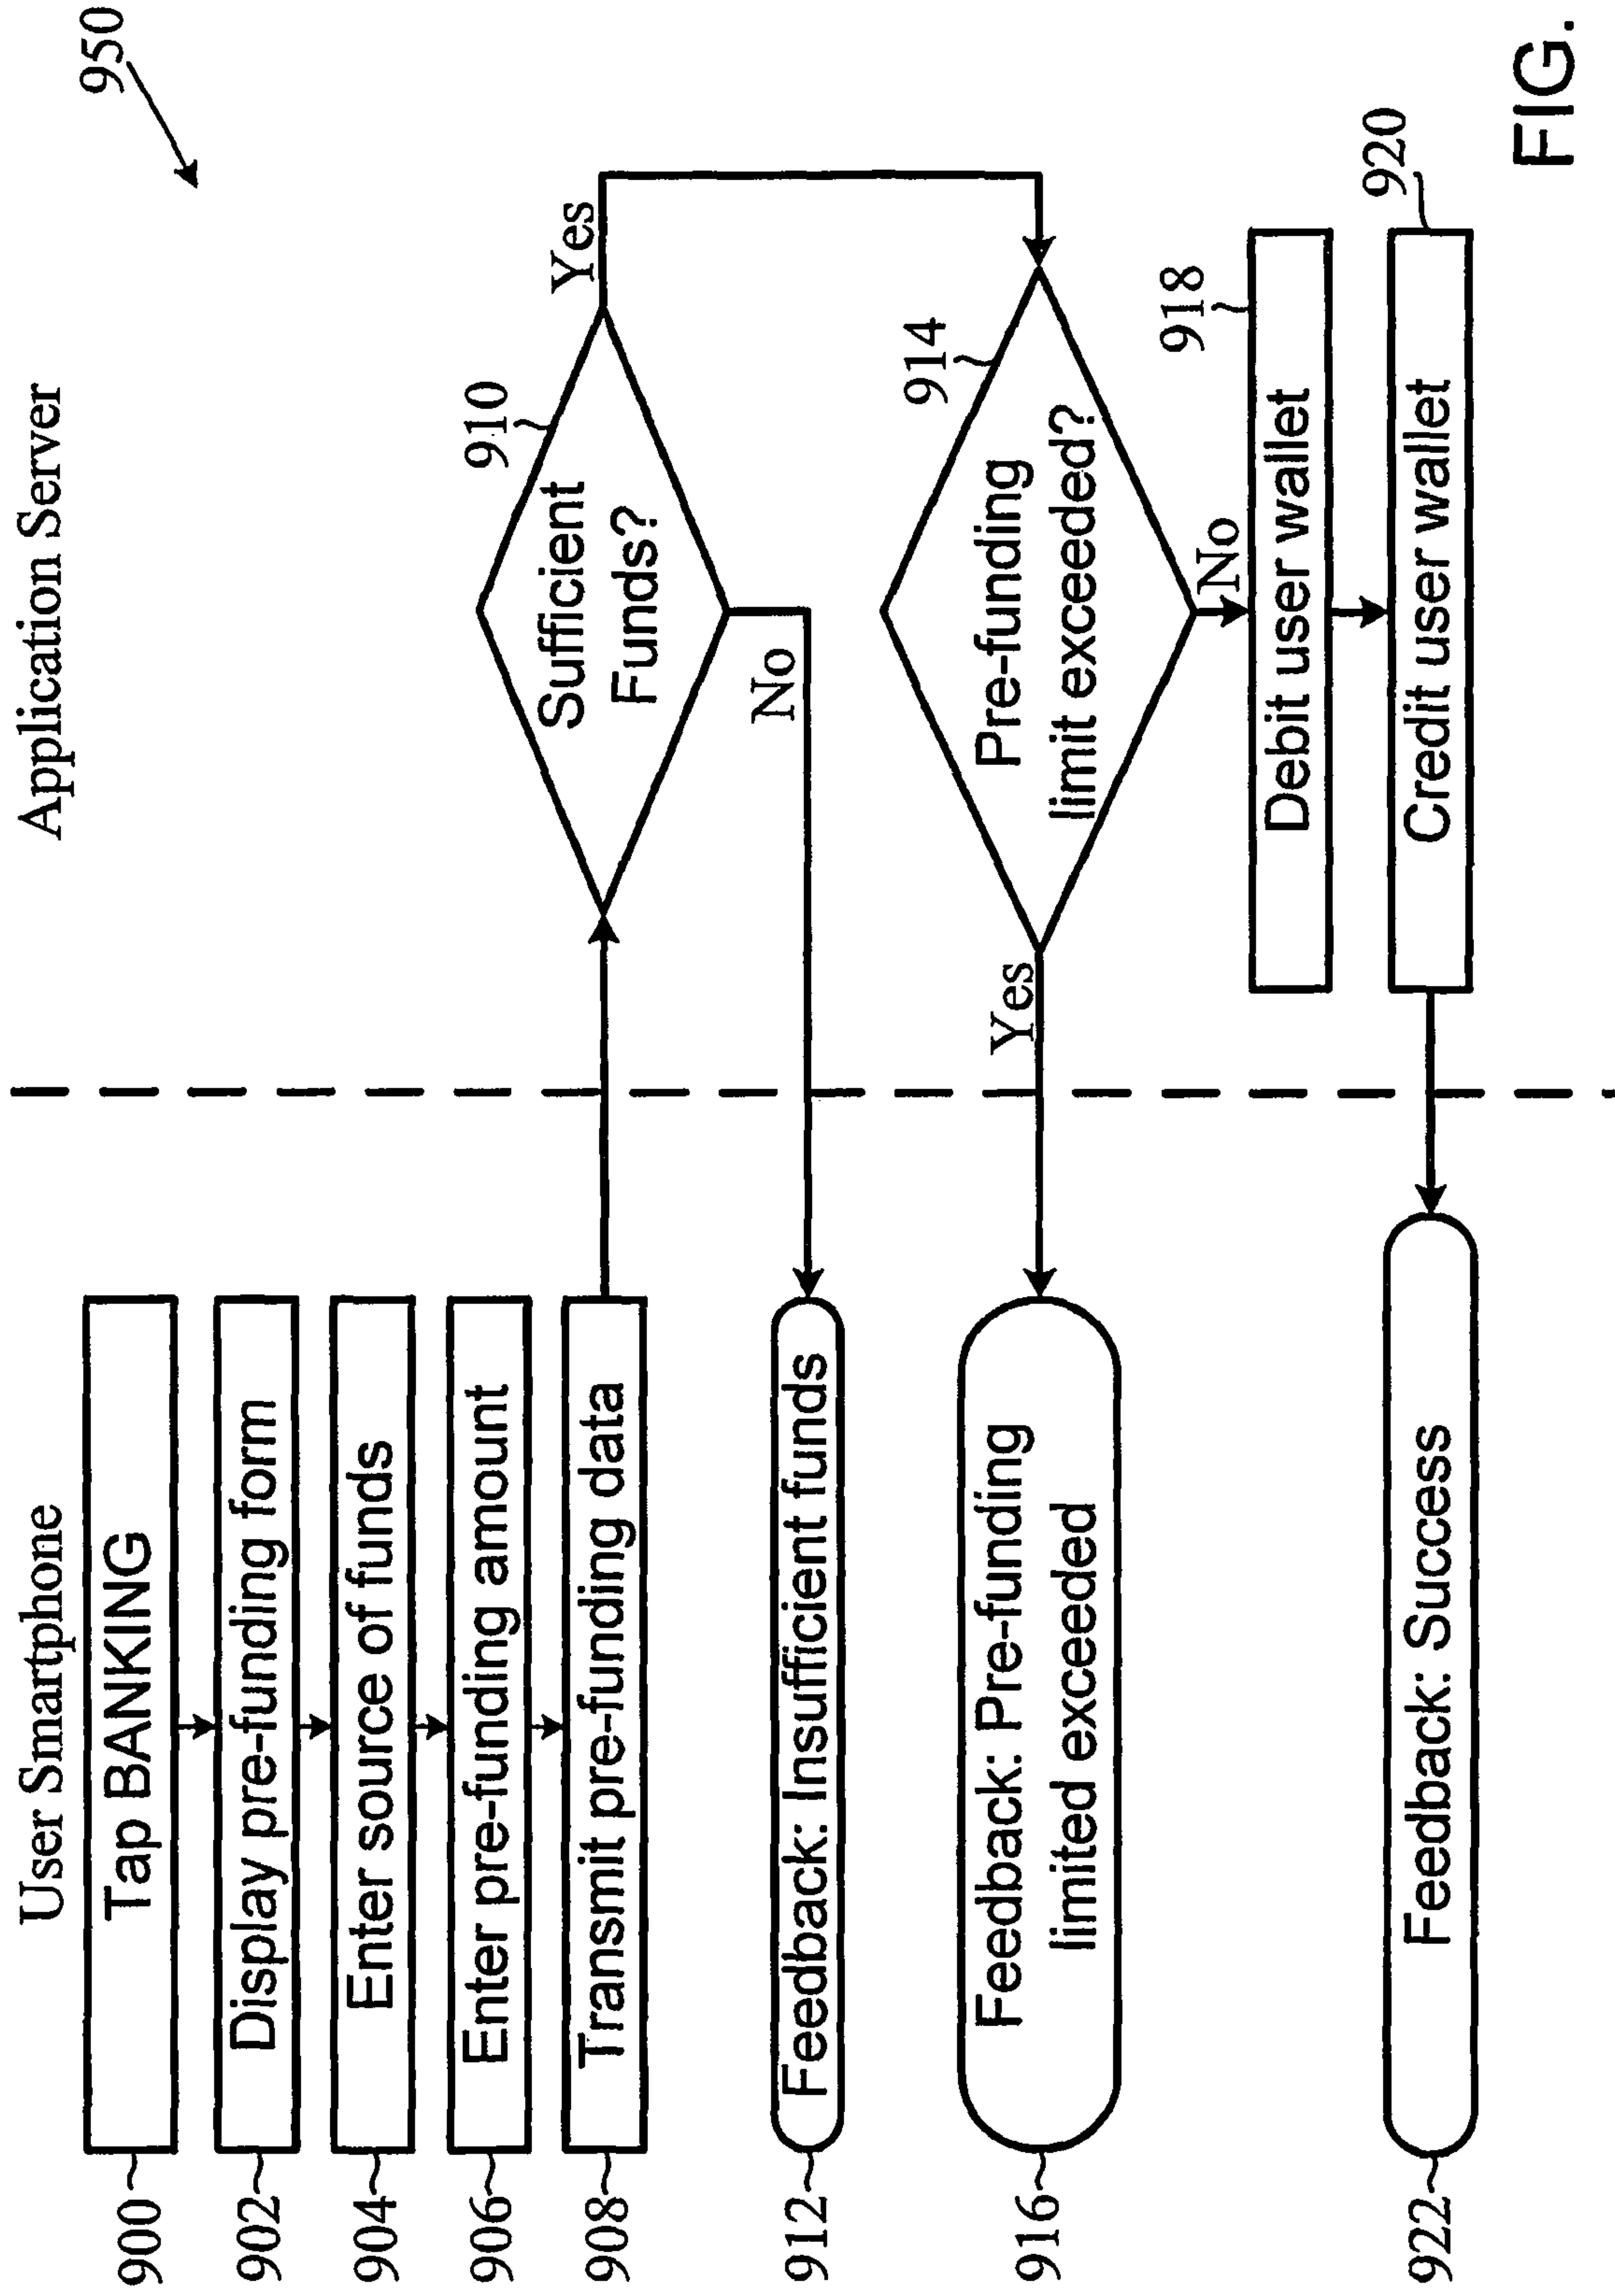 User Smartphone
Application Server
950
900
Tap BANKING
902
Display pre-funding form
904
Enter source of funds
906
Enter pre-funding amount
908
Transmit pre-funding data
910
Sufficient
Funds?
Yes
No
912
Feedback: Insufficient funds
914
Pre-funding
limit exceeded?
Yes
No
916
Feedback: Pre-funding
limited exceeded
918
Debit user wallet
920
Credit user wallet
922
Feedback: Success
FIG.